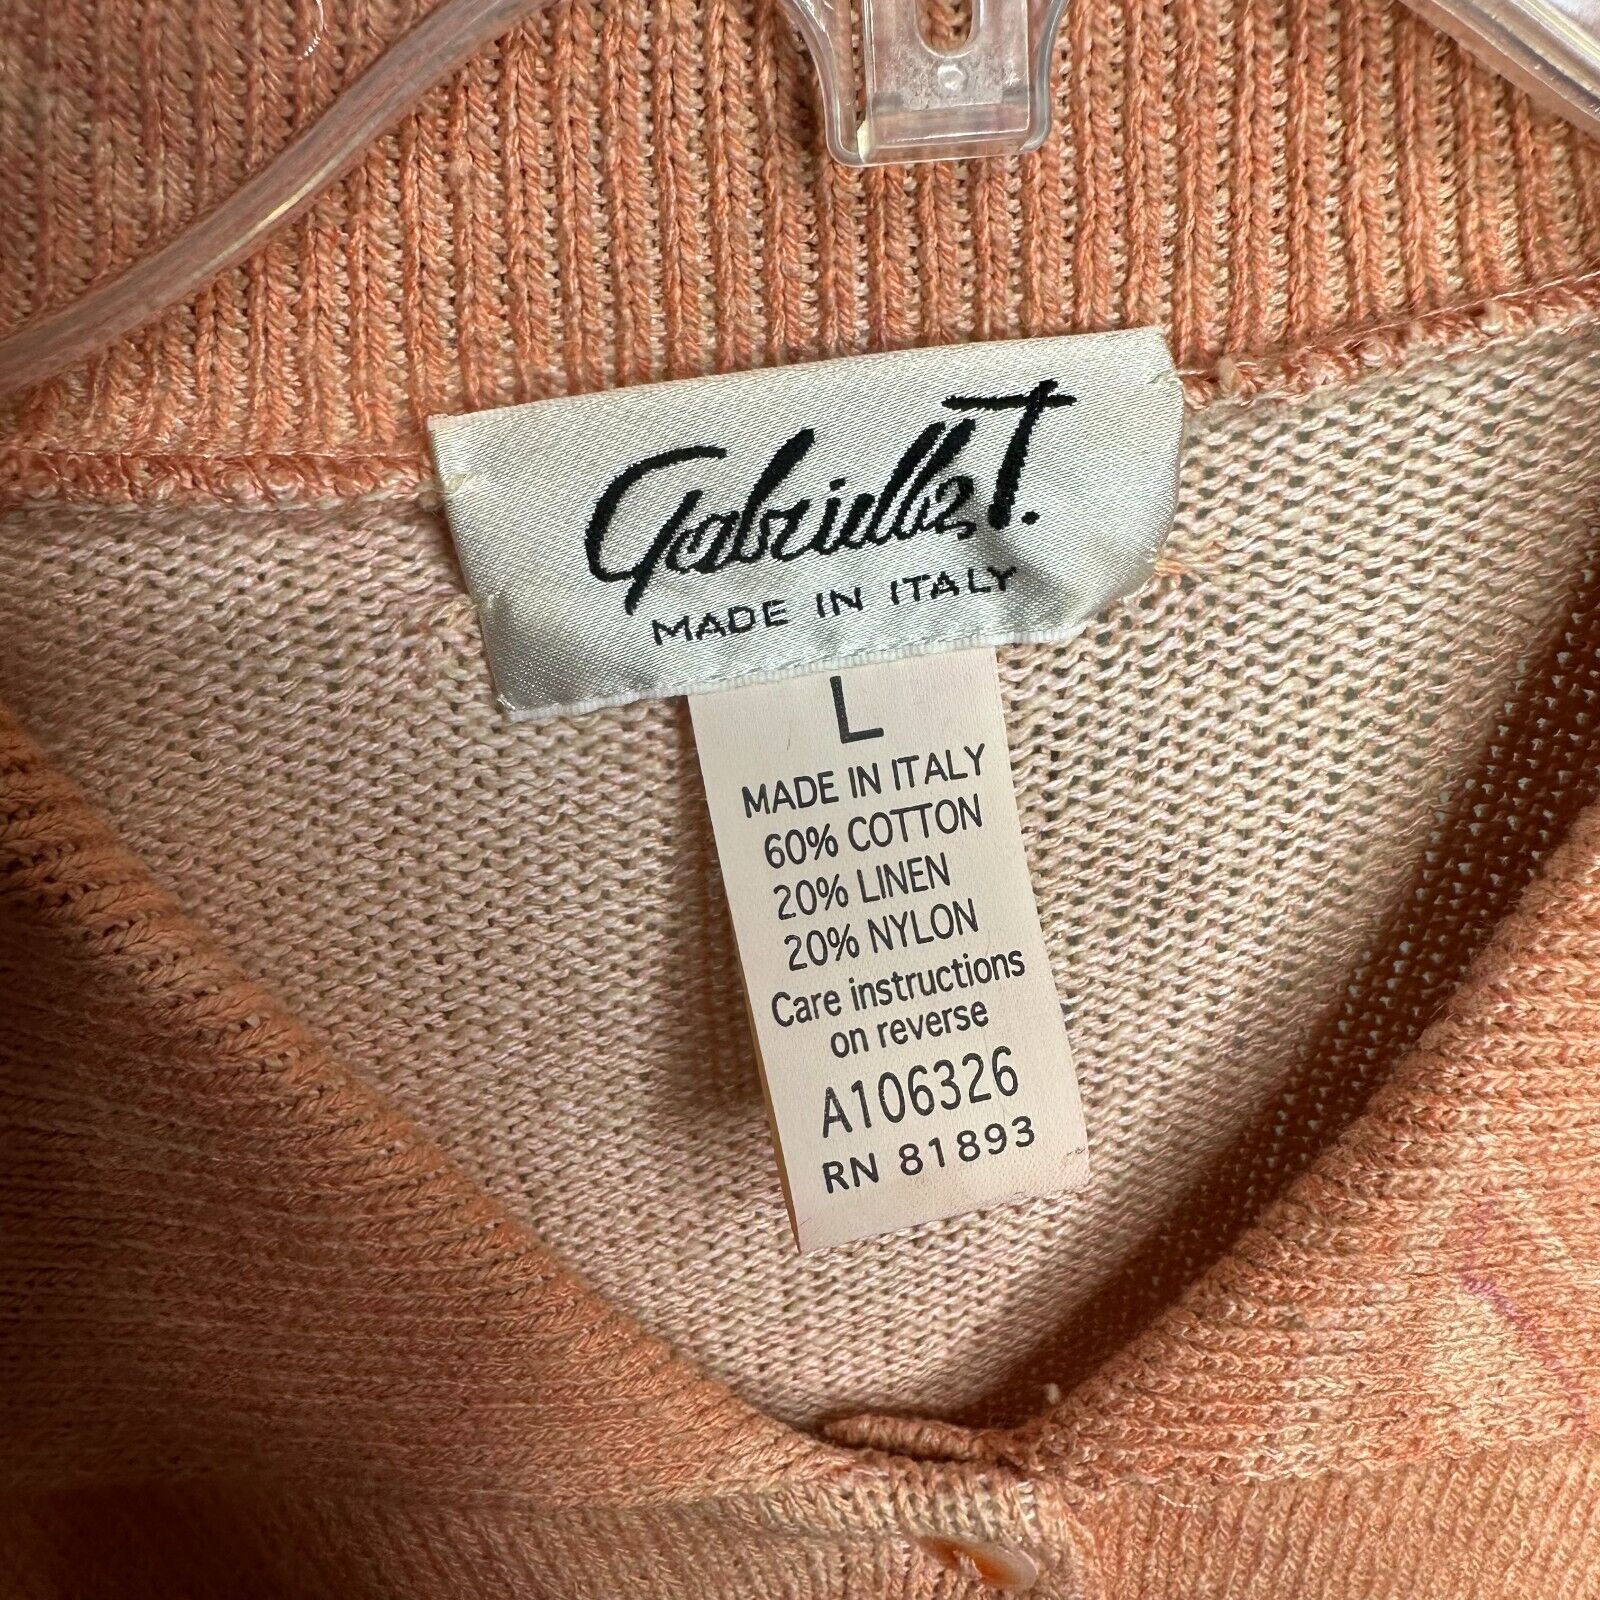 Gabrielle T.
MADE IN ITALY
L
MADE IN ITALY
60% COTTON
20% LINEN
20% NYLON
Care instructions
on reverse
A106326
RN 81893